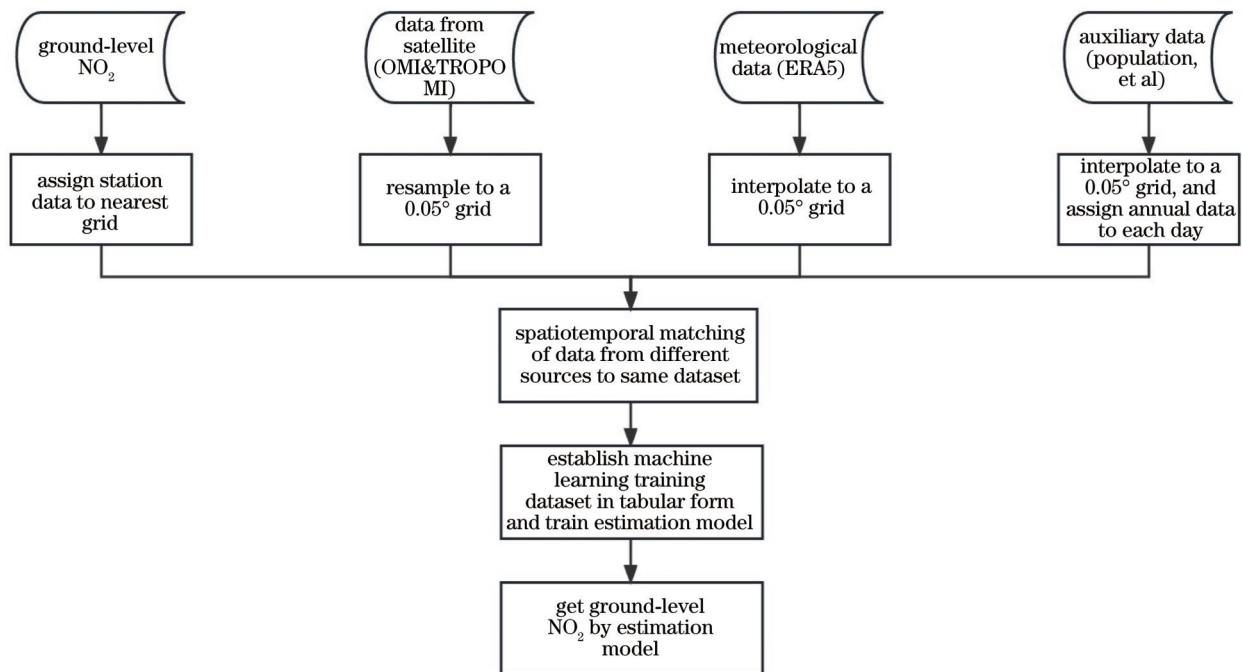 ground-level
NO₂
data from
satellite
(OMI&TROPO
MI)
meteorological
data (ERA5)
auxiliary data
(population,
et al)
assign station
data to nearest
grid
resample to a
0.05° grid
interpolate to a
0.05° grid
interpolate to a
0.05° grid, and
assign annual data
to each day
spatiotemporal matching
of data from different
sources to same dataset
establish machine
learning training
dataset in tabular form
and train estimation model
get ground-level
NO₂ by estimation
model